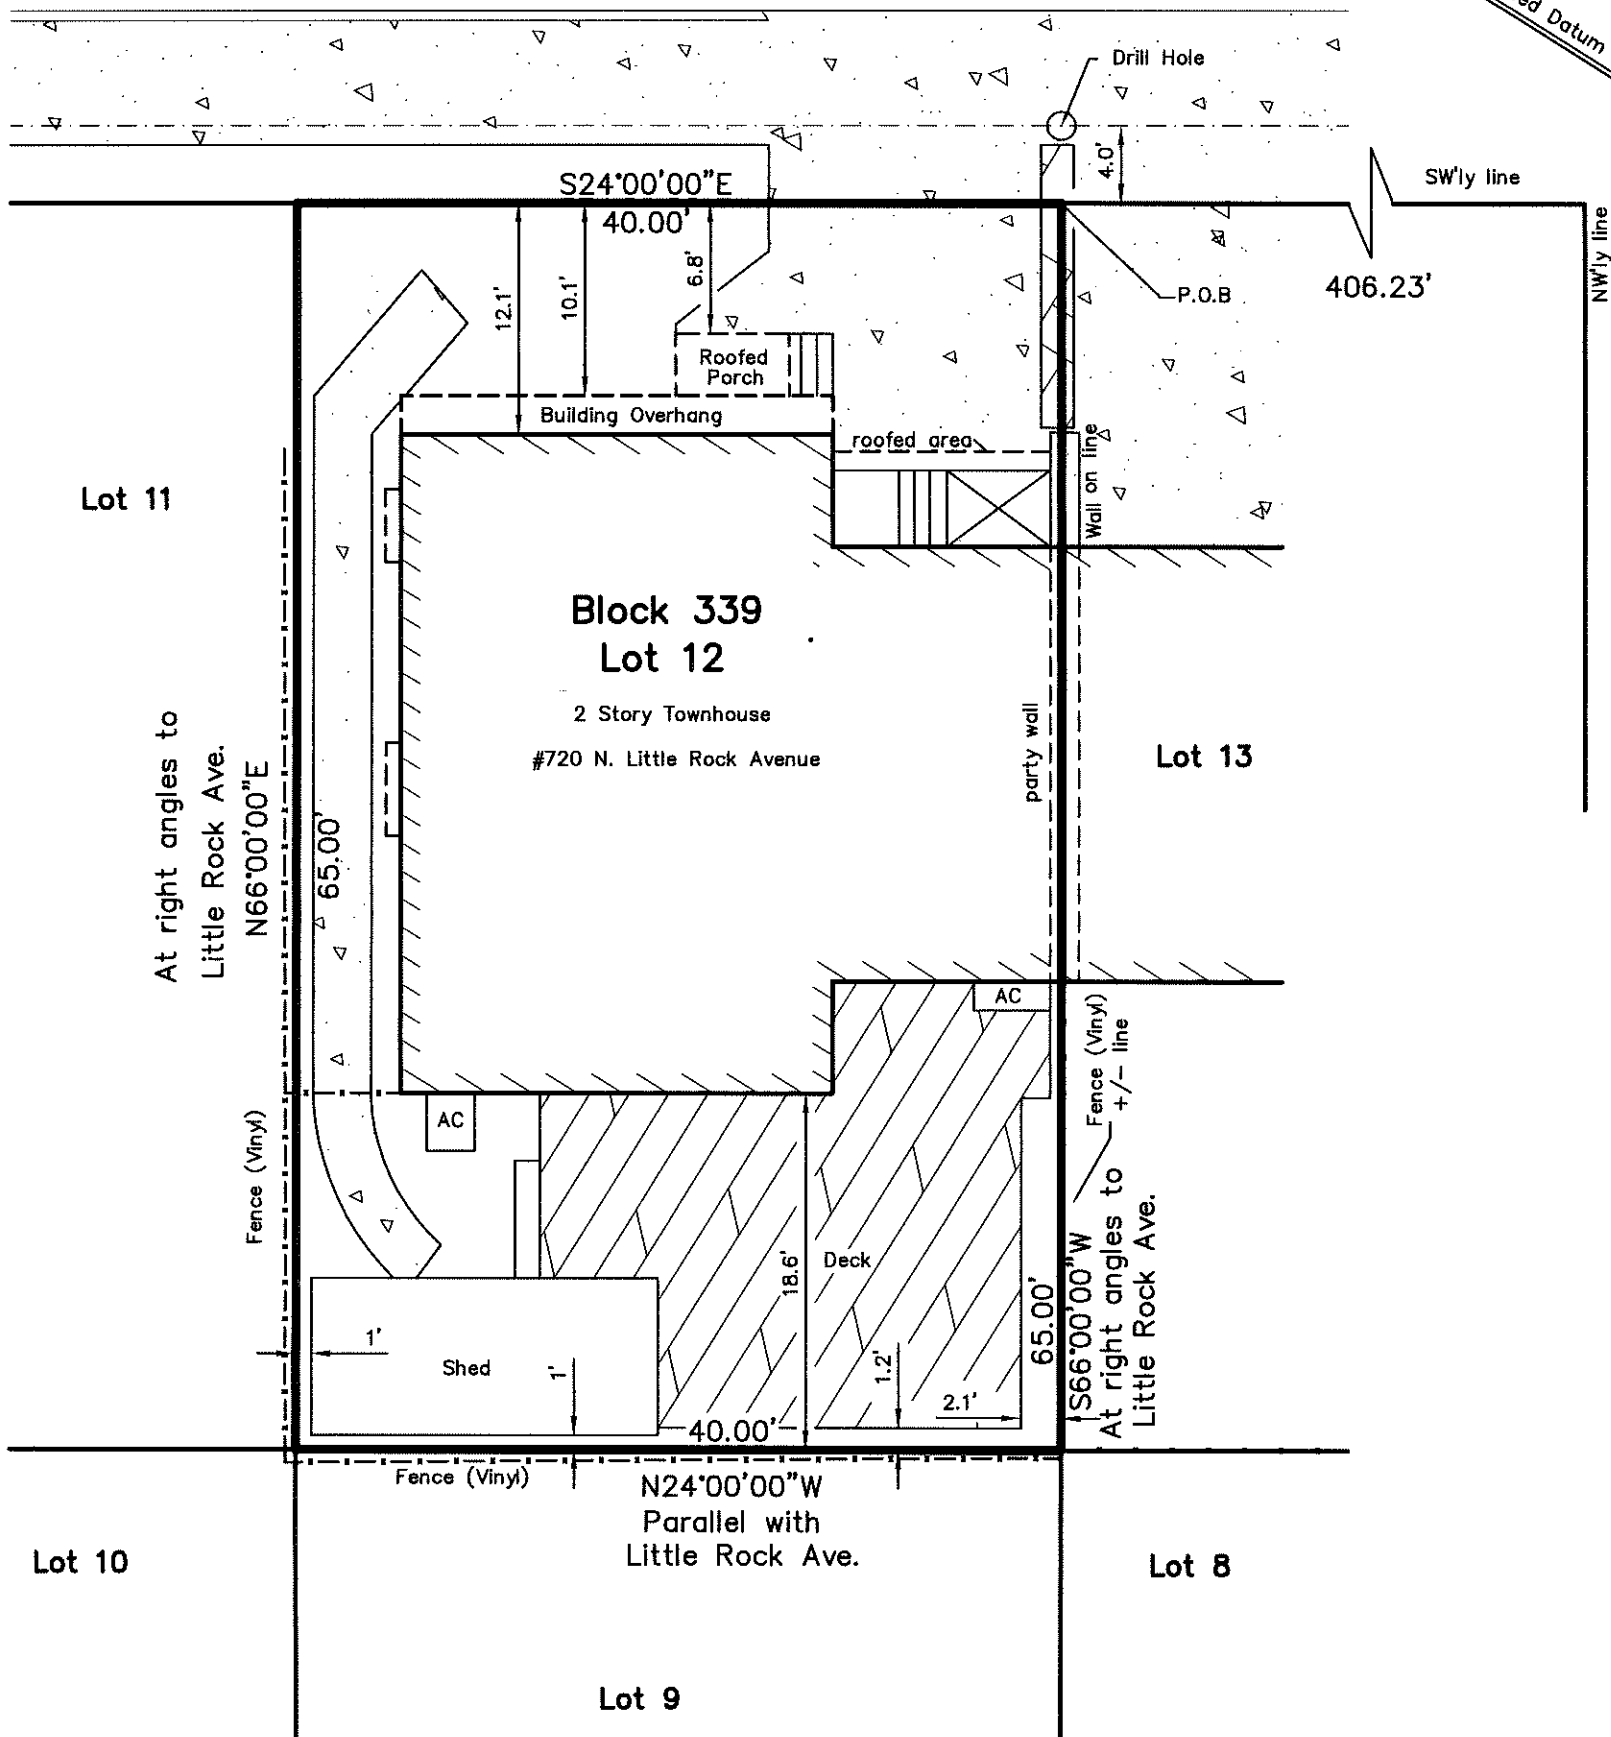 ed Datum
Drill Hole
4.0'
SW'ly line
NW'ly line
S24°00'00"E
40.00'
P.O.B
406.23'
12.1'
10.1'
6.8'
Roofed
Porch
Building Overhang
roofed area
Wall on line
Lot 11
Block 339
Lot 12
2 Story Townhouse
#720 N. Little Rock Avenue
party wall
Lot 13
At right angles to
Little Rock Ave.
N66°00'00"E
65.00'
AC
Fence (Vinyl)
+/- line
AC
Fence (Vinyl)
18.6'
Deck
65.00'
S66°00'00"W
At right angles to
Little Rock Ave.
1'
Shed
1'
1.2'
2.1'
40.00'
Fence (Vinyl)
N24°00'00"W
Parallel with
Little Rock Ave.
Lot 10
Lot 8
Lot 9